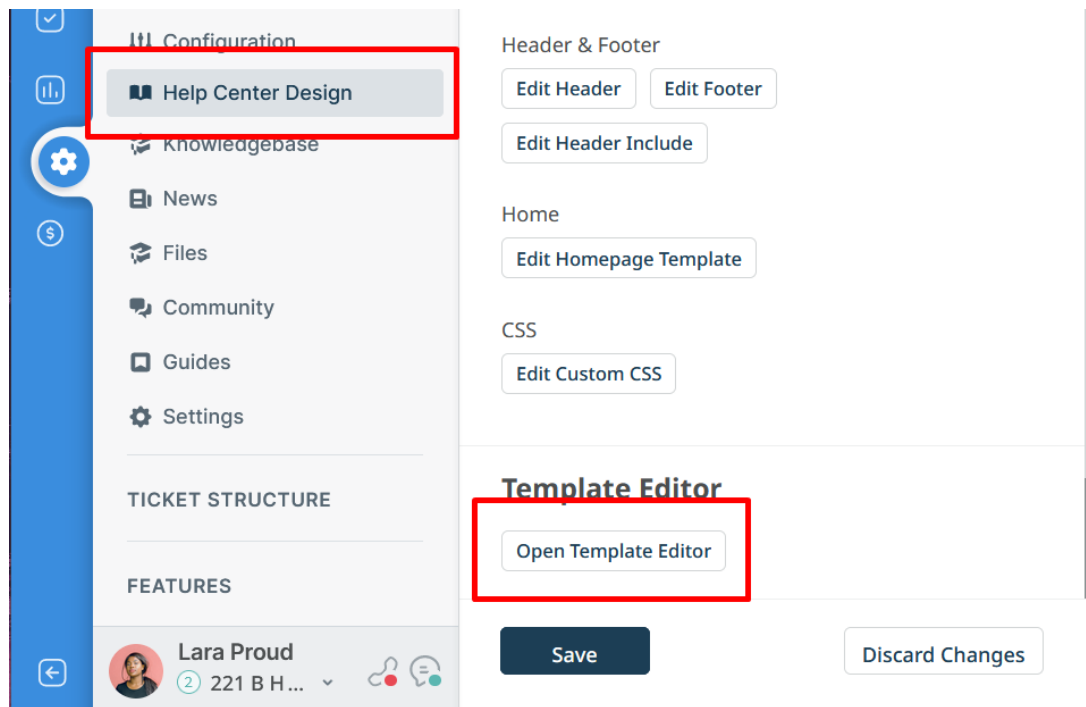 Configuration
Help Center Design
Knowledgebase
News
Files
Community
Guides
Settings
TICKET STRUCTURE
FEATURES
Lara Proud
2 221 B H ...
Header & Footer
Edit Header Edit Footer
Edit Header Include
Home
Edit Homepage Template
CSS
Edit Custom CSS
Template Editor
Open Template Editor
Save Discard Changes